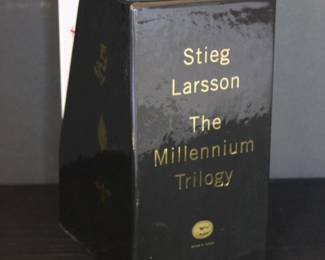 Stieg
Larsson
The
Millennium
Trilogy